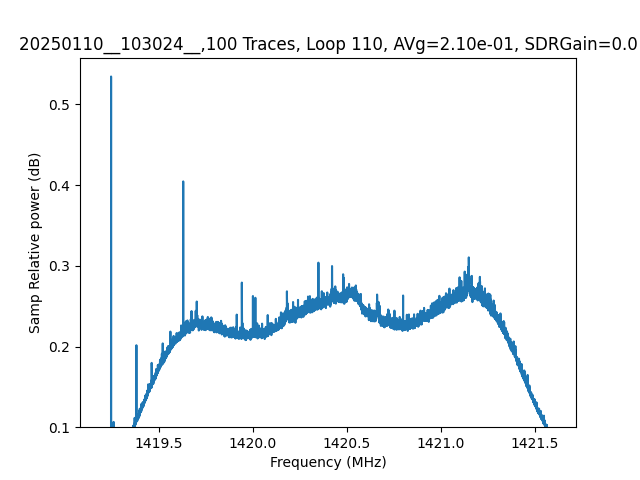 20250110__103024__,100 Traces, Loop 110, AVg=2.10e-01, SDRGain=0.0
Samp Relative power (dB)
0.5
0.4
0.3
0.2
0.1
1419.5 1420.0 1420.5 1421.0 1421.5
Frequency (MHz)